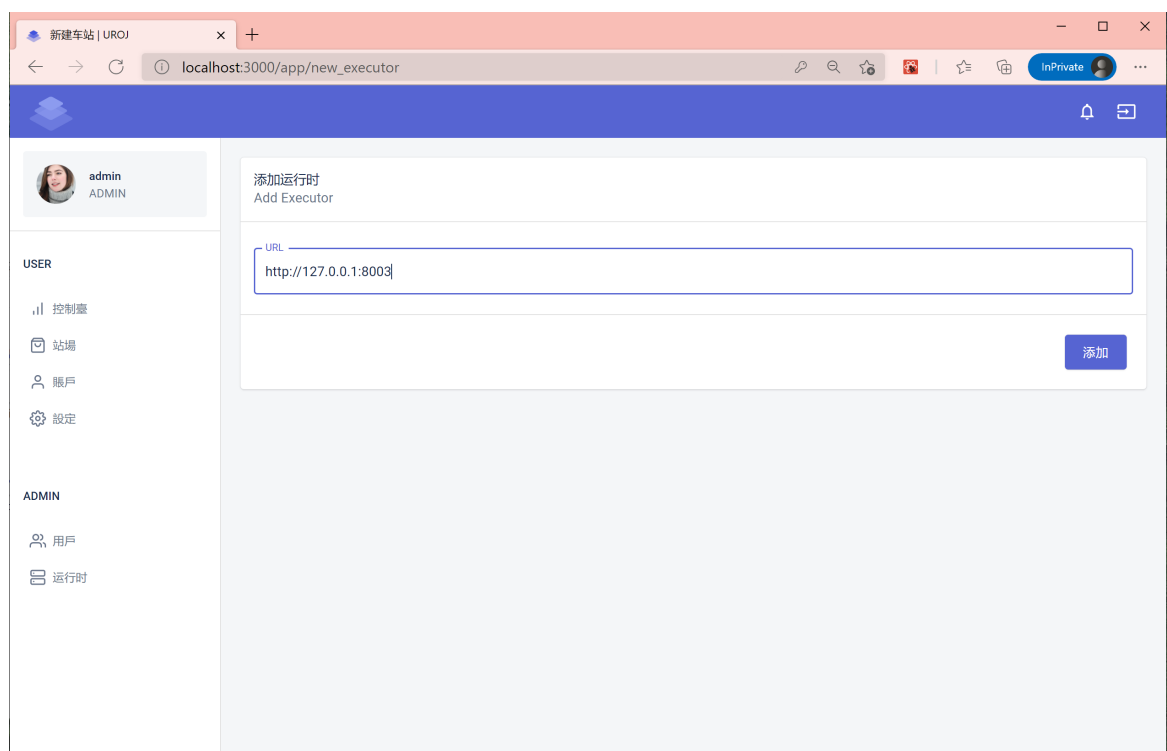 新建车站 | UROJ
localhost:3000/app/new_executor
InPrivate
admin
ADMIN
USER
控制臺
站場
賬戶
設定
ADMIN
用戶
运行时
添加运行时
Add Executor
URL
http://127.0.0.1:8003
添加